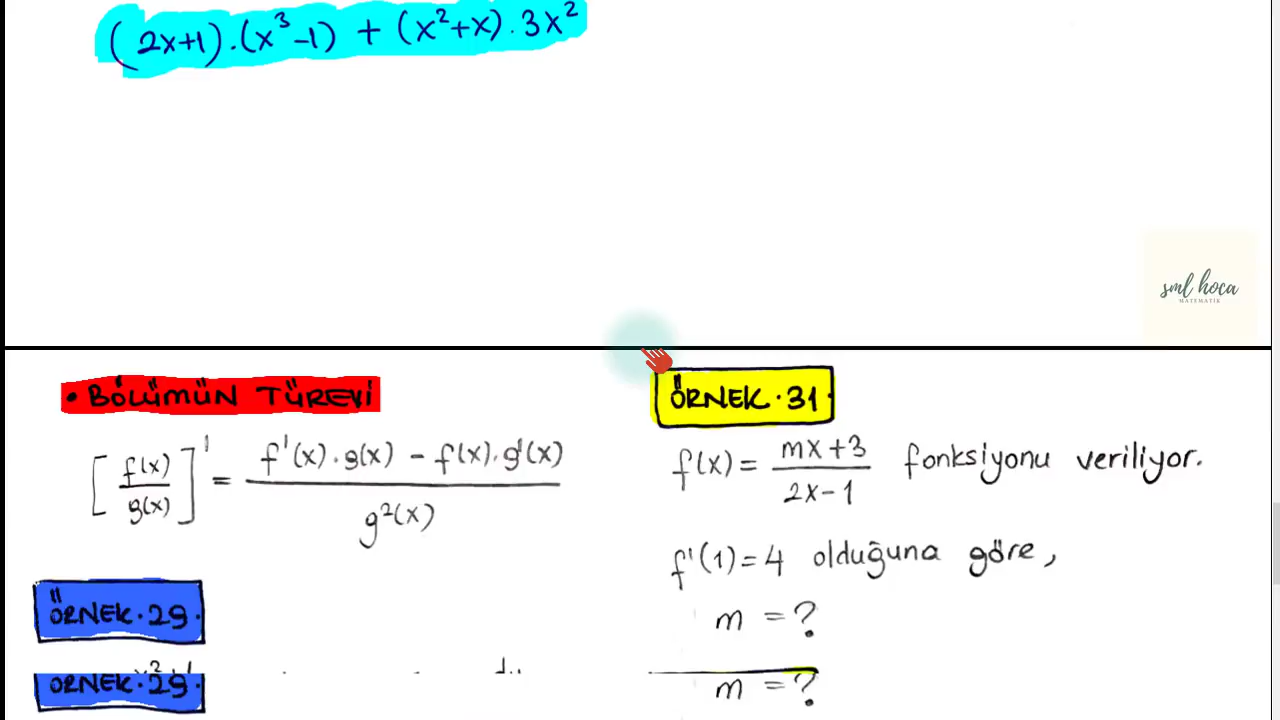 (2x+1).(x³-1) + (x²+x).3x²
sml hoca
MATEMATİK
• BÖLÜMÜN TÜREVİ
[f(x)/g(x)]' = f'(x).g(x) - f(x).g'(x) / g²(x)
ÖRNEK.29.
ÖRNEK.29.
ÖRNEK.31.
f(x) = mx+3 / 2x-1 fonksiyonu veriliyor.
f'(1)=4 olduğuna göre,
m = ?
m = ?